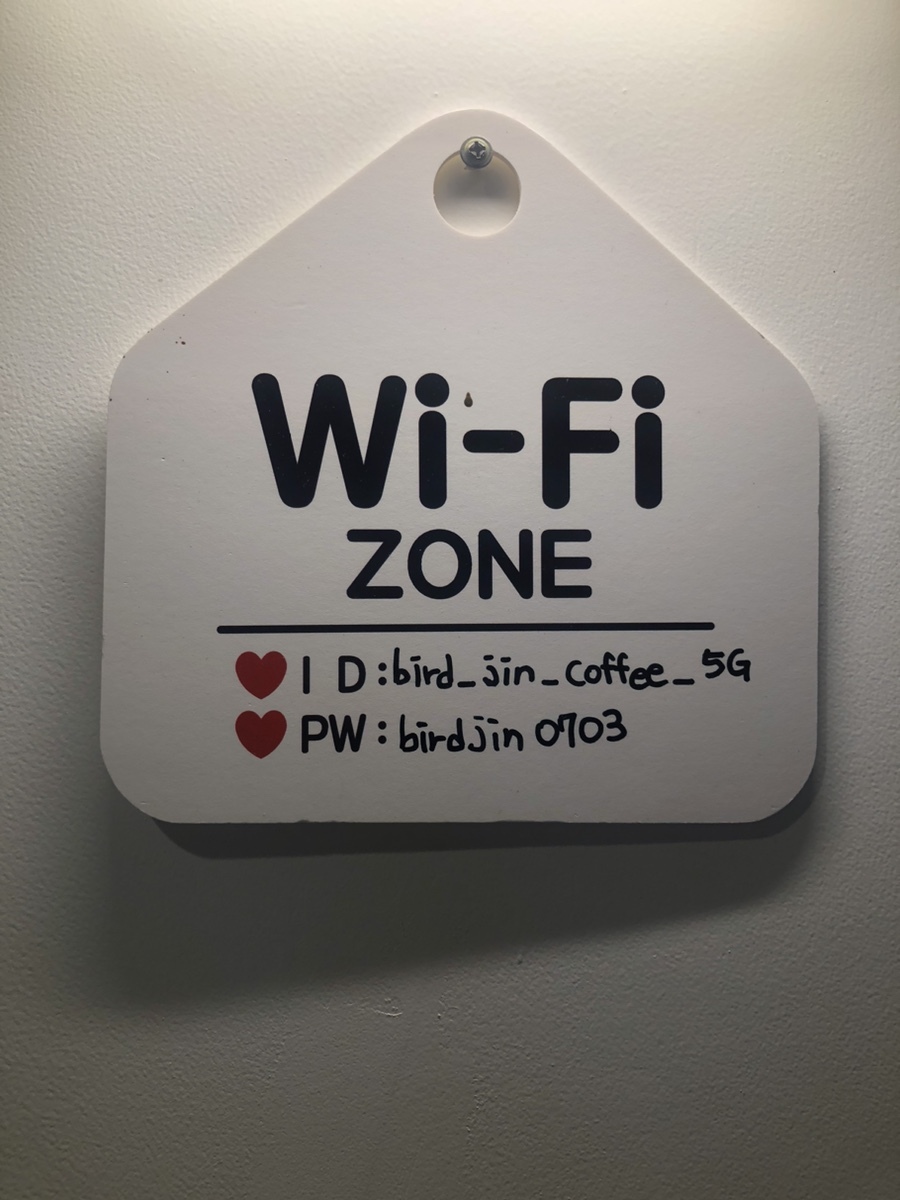 Wi-Fi
ZONE
I D : bird_jin_coffee_5G
PW : birdjin 0703